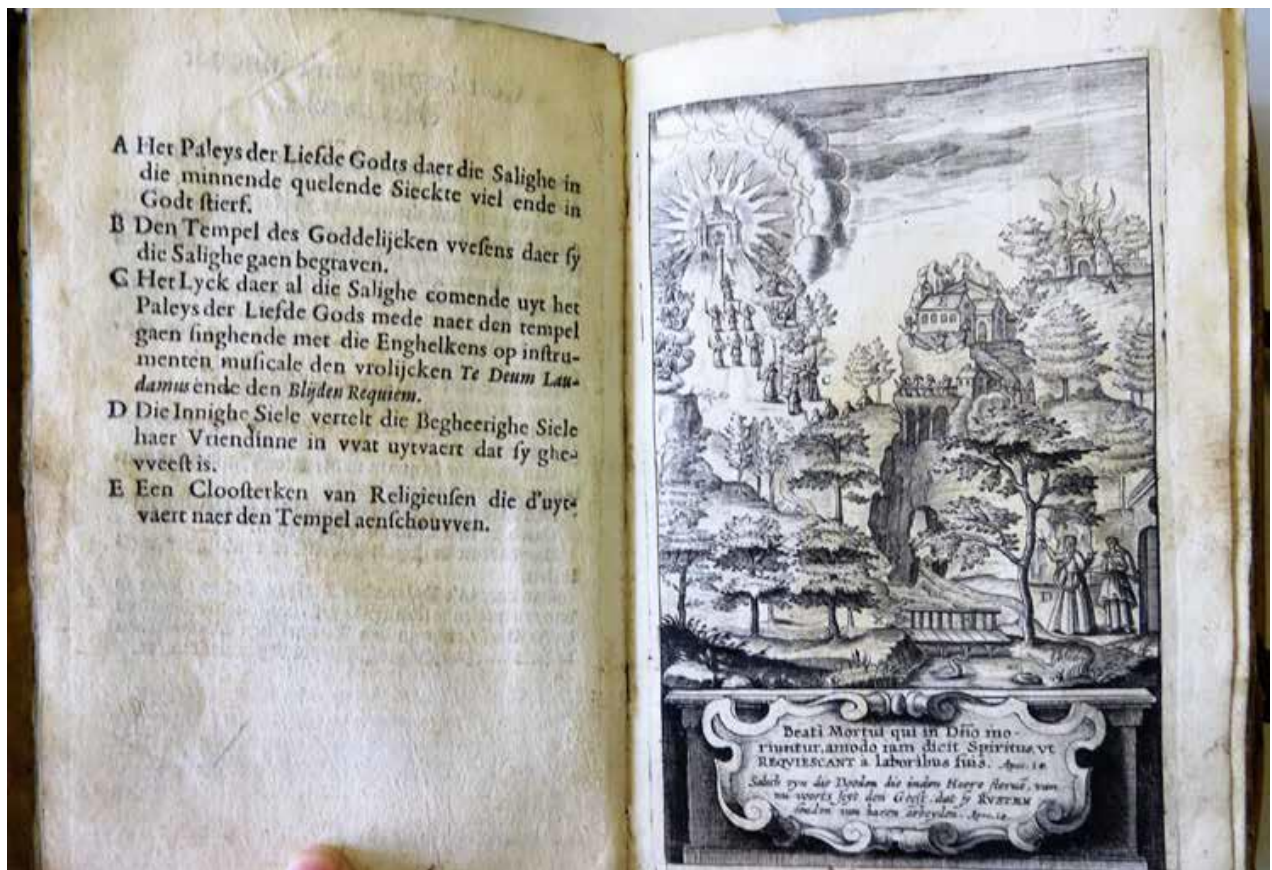 A Het Paleys der Liefde Godts daer die Salighe in
die minnende quelende Sieckte viel ende in
Godt ſtierf.
B Den Tempel des Goddelijcken vveſens daer ſy
die Salighe gaen begraven.
C Het Lyck daer al die Salighe comende uyt het
Paleys der Liefde Gods mede naer den tempel
gaen ſinghende met die Enghelkens op inſtru-
menten muſicale den vrolijcken Te Deum Lau-
damus ende den Blijden Requiem.
D Die Innighe Siele vertelt die Begheerighe Siele
haer Vriendinne in vvat uytvaert dat ſy ghe-
vveeſt is.
E Een Clooſterken van Religieuſen die d'uyt-
vaert naer den Tempel aenſchouvven.
Beati Mortui qui in Dño mo-
riuntur, amodo iam dicit Spiritus, vt
REQUIESCANT a laboribus ſuis. Apoc. 14
Salich zyn die Dooden die inden Heere ſteruē, van
nu voorts ſegt den Geeſt, dat ſy RVSTEN
ſouden van haren arbeyden. Apoc. 14